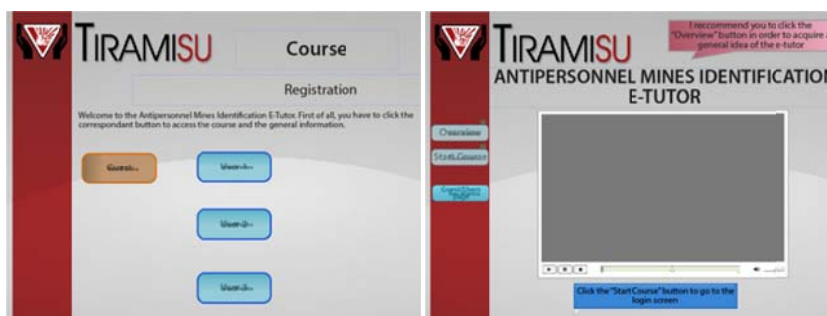 TIRAMISU
Course
Registration
Welcome to the Antipersonnel Mines Identification E-Tutor. First of all, you have to click the
correspondant button to access the course and the general information.
Guest
User 1
User 2
User 3
I reccommend you to click the
"Overview" button in order to acquire a
general idea of the e-tutor
TIRAMISU
ANTIPERSONNEL MINES IDENTIFICATION
E-TUTOR
Overview
Start Course
page
Click the "Start Course" button to go to the
login screen